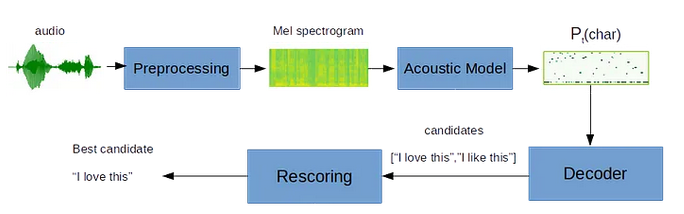 audio
Preprocessing
Mel spectrogram
Acoustic Model
Pt(char)
Decoder
candidates
["I love this","I like this"]
Rescoring
Best candidate
“I love this”